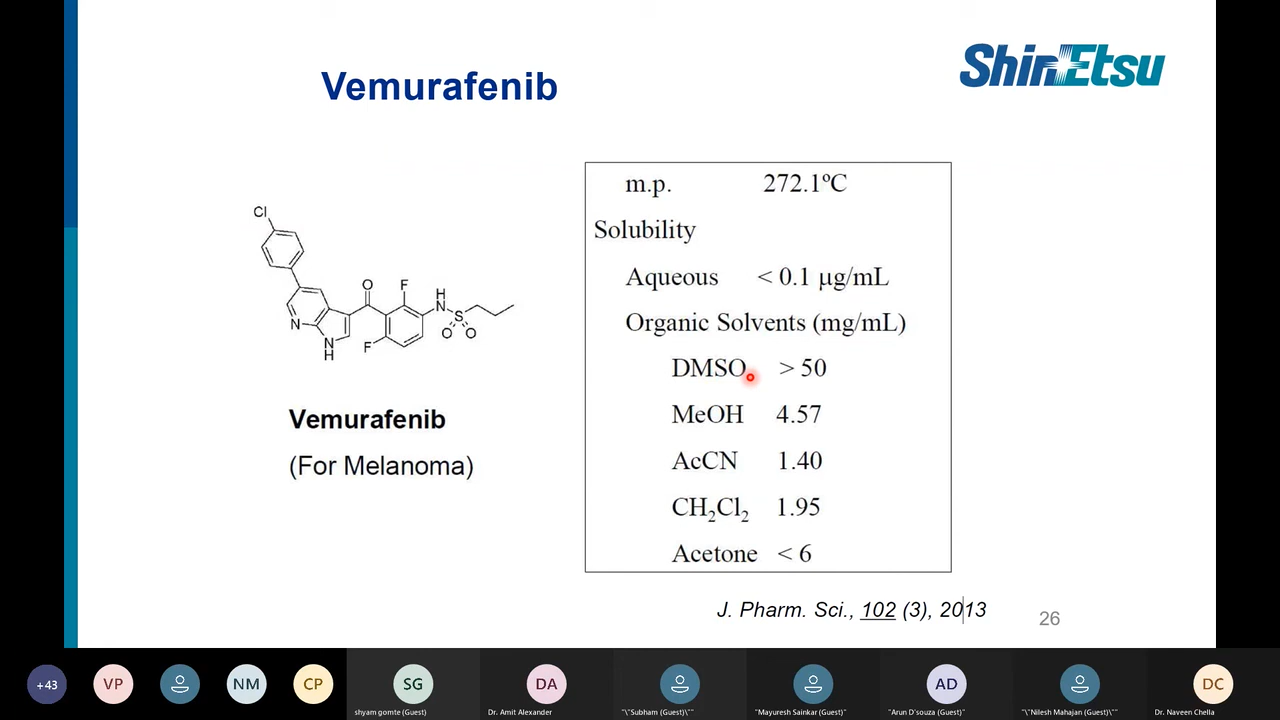 Vemurafenib
ShinEtsu
m.p. 272.1ºC
Solubility
Aqueous < 0.1 µg/mL
Organic Solvents (mg/mL)
DMSO > 50
MeOH 4.57
AcCN 1.40
CH2Cl2 1.95
Acetone < 6
Cl
O
F
H
N
S
O O
N
N
H
F
Vemurafenib
(For Melanoma)
J. Pharm. Sci., 102 (3), 2013
26
+43
VP
NM
CP
SG
DA
AD
DC
shyam gomte (Guest)
Dr. Amit Alexander
"\"Subham (Guest)\""
"Mayuresh Sainkar (Guest)"
"Arun D'souza (Guest)"
"\"Nilesh Mahajan (Guest)\""
Dr. Naveen Chella